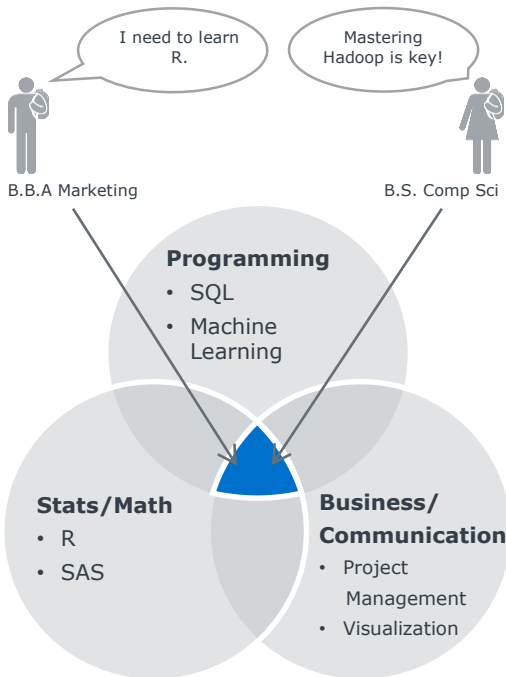 I need to learn
R.
Mastering
Hadoop is key!
B.B.A Marketing
B.S. Comp Sci
Programming
• SQL
• Machine
Learning
Stats/Math
• R
• SAS
Business/
Communication
• Project
Management
• Visualization